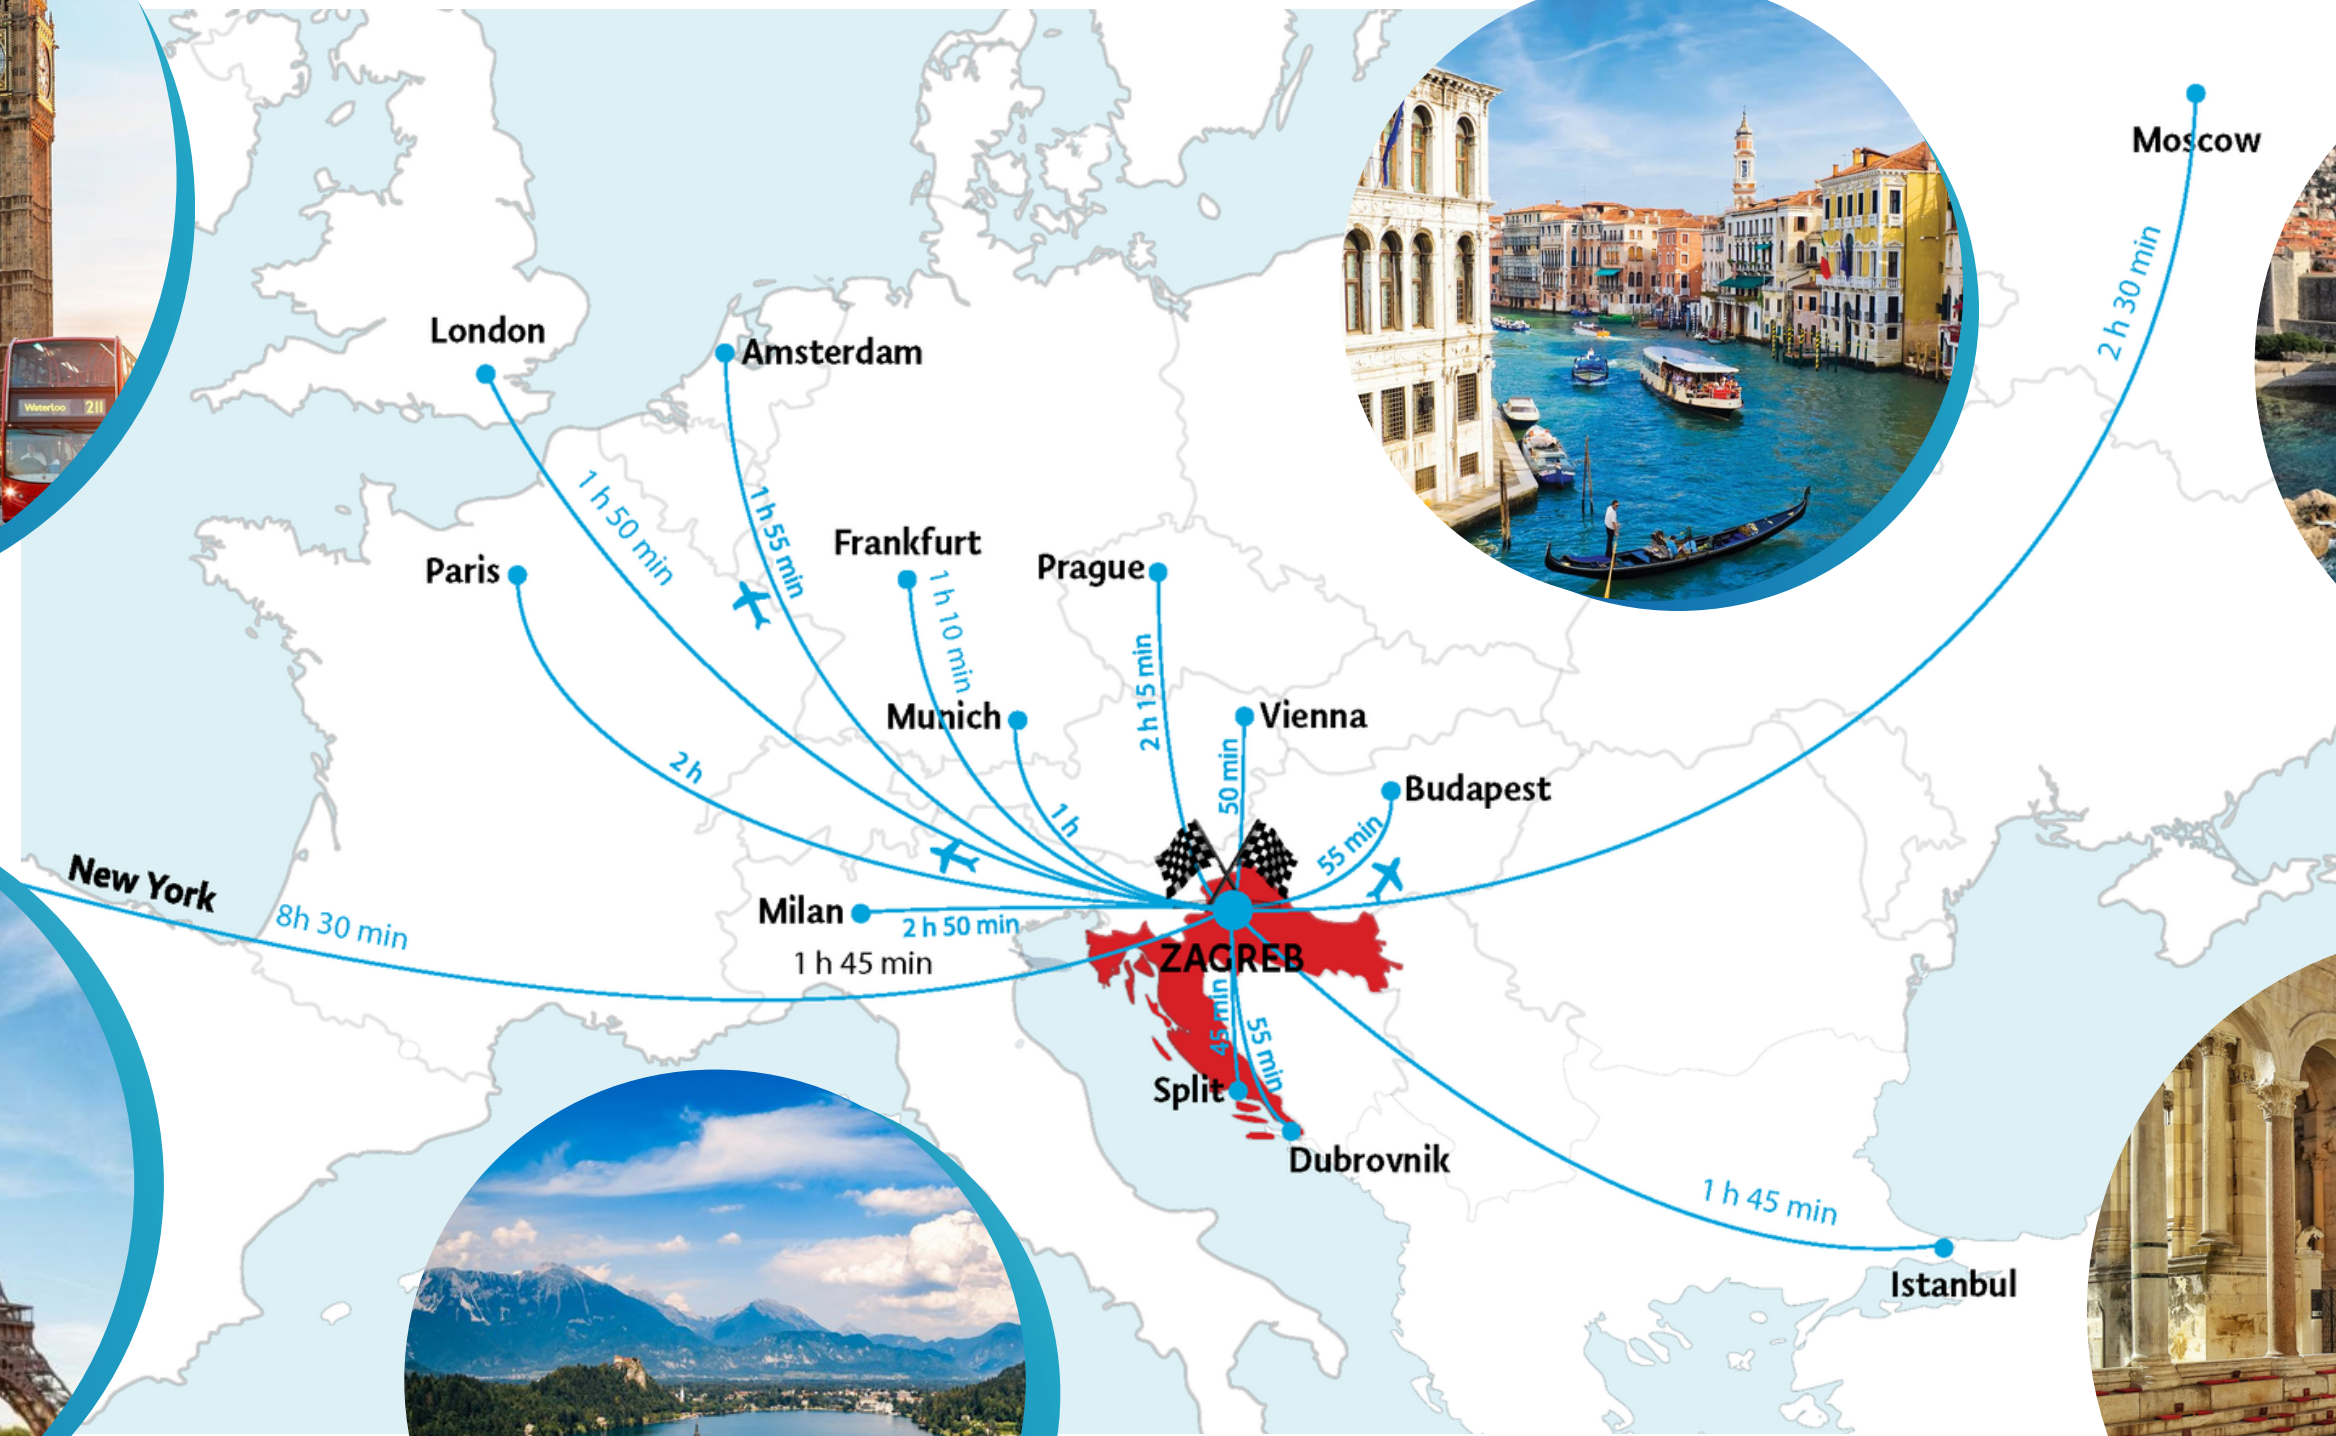 Waterloo 211
Moscow
2 h 30 min
London
1 h 50 min
Amsterdam
1 h 55 min
Frankfurt
1 h 10 min
Prague
2 h 15 min
Paris
2 h
Munich
1 h
Vienna
50 min
Budapest
55 min
New York
8h 30 min
Milan
2 h 50 min
1 h 45 min
ZAGREB
45 min
55 min
Split
Dubrovnik
1 h 45 min
Istanbul